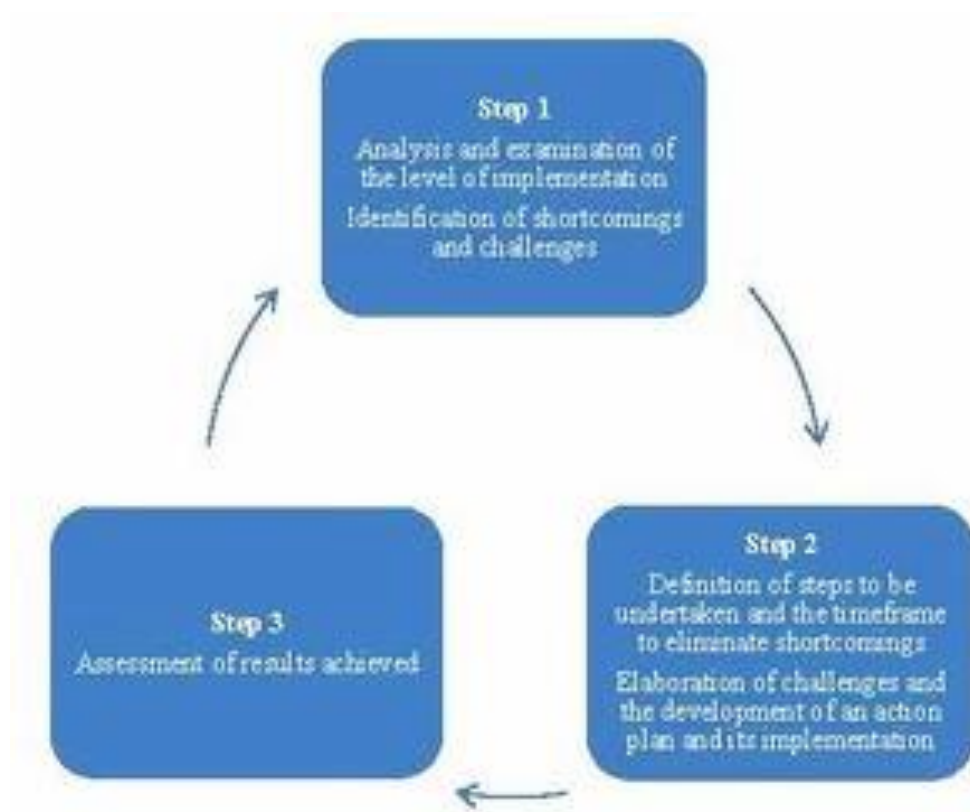 Step 1
Analysis and examination of
the level of implementation
Identification of shortcomings
and challenges
Step 2
Definition of steps to be
undertaken and the timeframe
to eliminate shortcomings
Elaboration of challenges and
the development of an action
plan and its implementation
Step 3
Assessment of results achieved